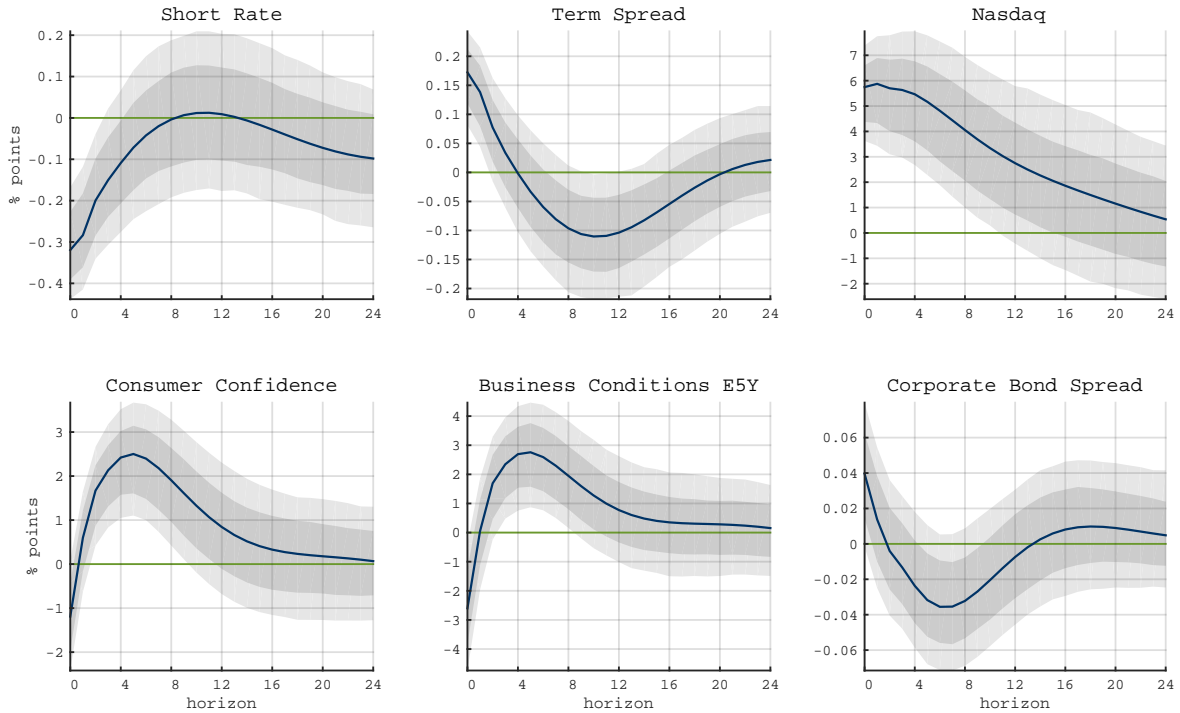 Short Rate
Term Spread
Nasdaq
% points
0.2
0.1
0
-0.1
-0.2
-0.3
-0.4
0 4 8 12 16 20 24
0.2
0.15
0.1
0.05
0
-0.05
-0.1
-0.15
-0.2
0 4 8 12 16 20 24
7
6
5
4
3
2
1
0
-1
-2
0 4 8 12 16 20 24
Consumer Confidence
Business Conditions E5Y
Corporate Bond Spread
% points
3
2
1
0
-1
-2
0 4 8 12 16 20 24
horizon
4
3
2
1
0
-1
-2
-3
-4
0 4 8 12 16 20 24
horizon
0.06
0.04
0.02
0
-0.02
-0.04
-0.06
0 4 8 12 16 20 24
horizon